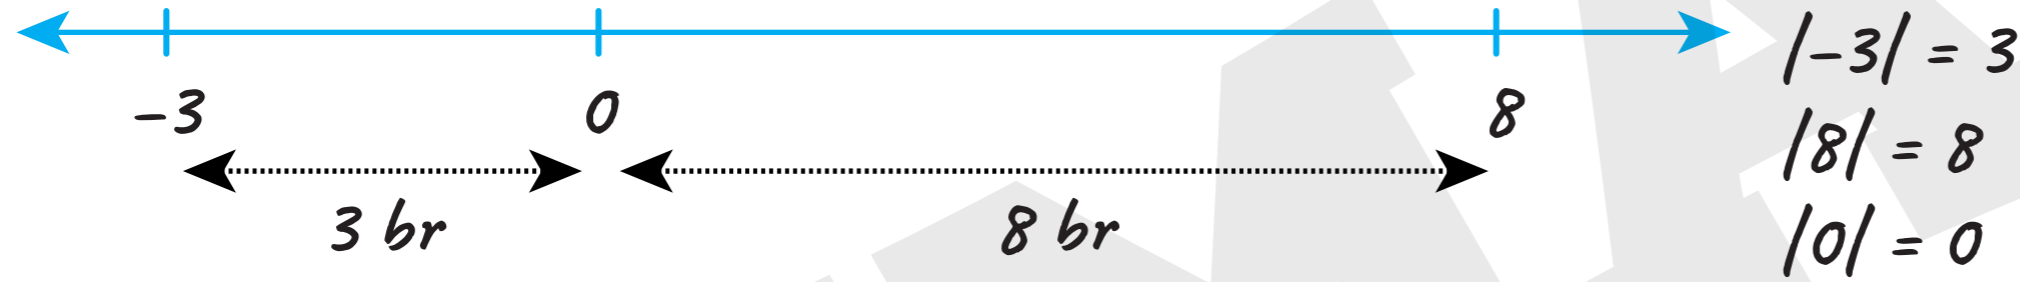 -3 0 8
3 br 8 br
|-3| = 3
|8| = 8
|0| = 0